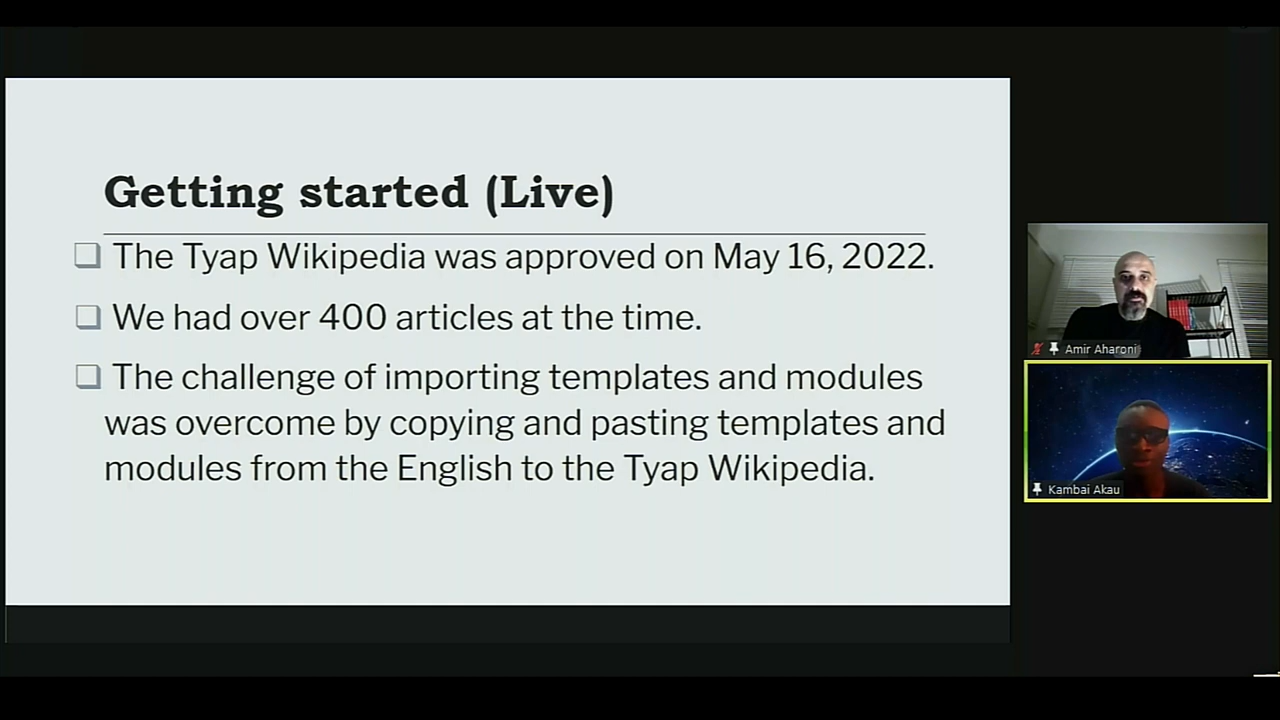 Getting started (Live)
The Tyap Wikipedia was approved on May 16, 2022.
We had over 400 articles at the time.
The challenge of importing templates and modules
was overcome by copying and pasting templates and
modules from the English to the Tyap Wikipedia.
Amir Aharoni
Kambai Akau